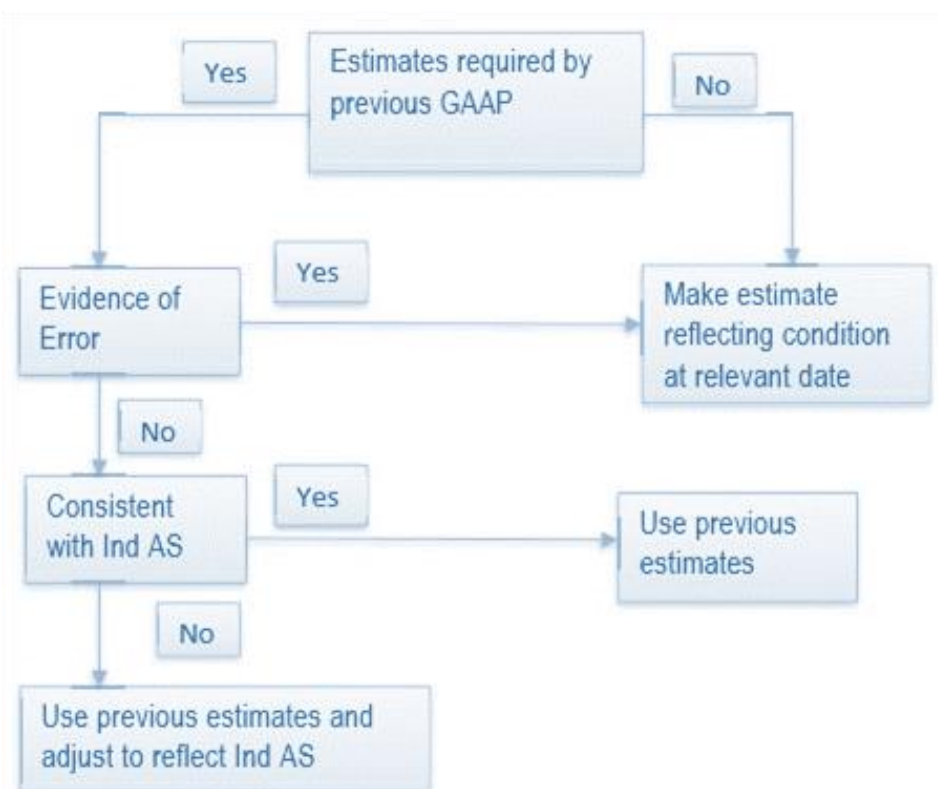 Yes
Estimates required by
previous GAAP
No
Evidence of
Error
Yes
Make estimate
reflecting condition
at relevant date
No
Consistent
with Ind AS
Yes
Use previous
estimates
No
Use previous estimates and
adjust to reflect Ind AS